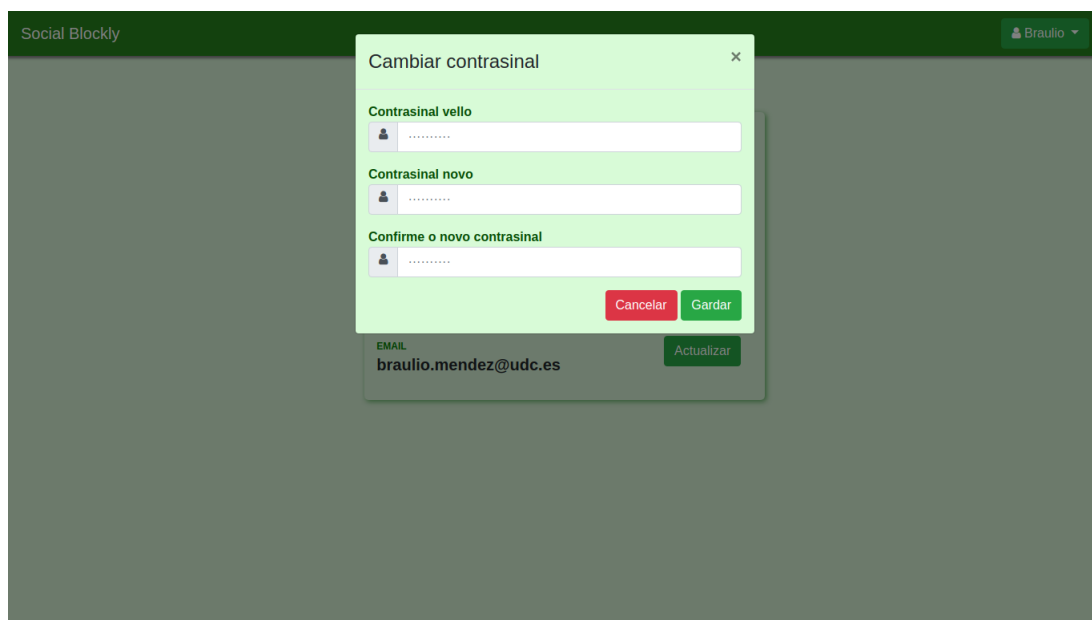 Social Blockly
Braulio
Cambiar contrasinal
×
Contrasinal vello
..........
Contrasinal novo
..........
Confirme o novo contrasinal
..........
Cancelar Gardar
EMAIL
braulio.mendez@udc.es
Actualizar